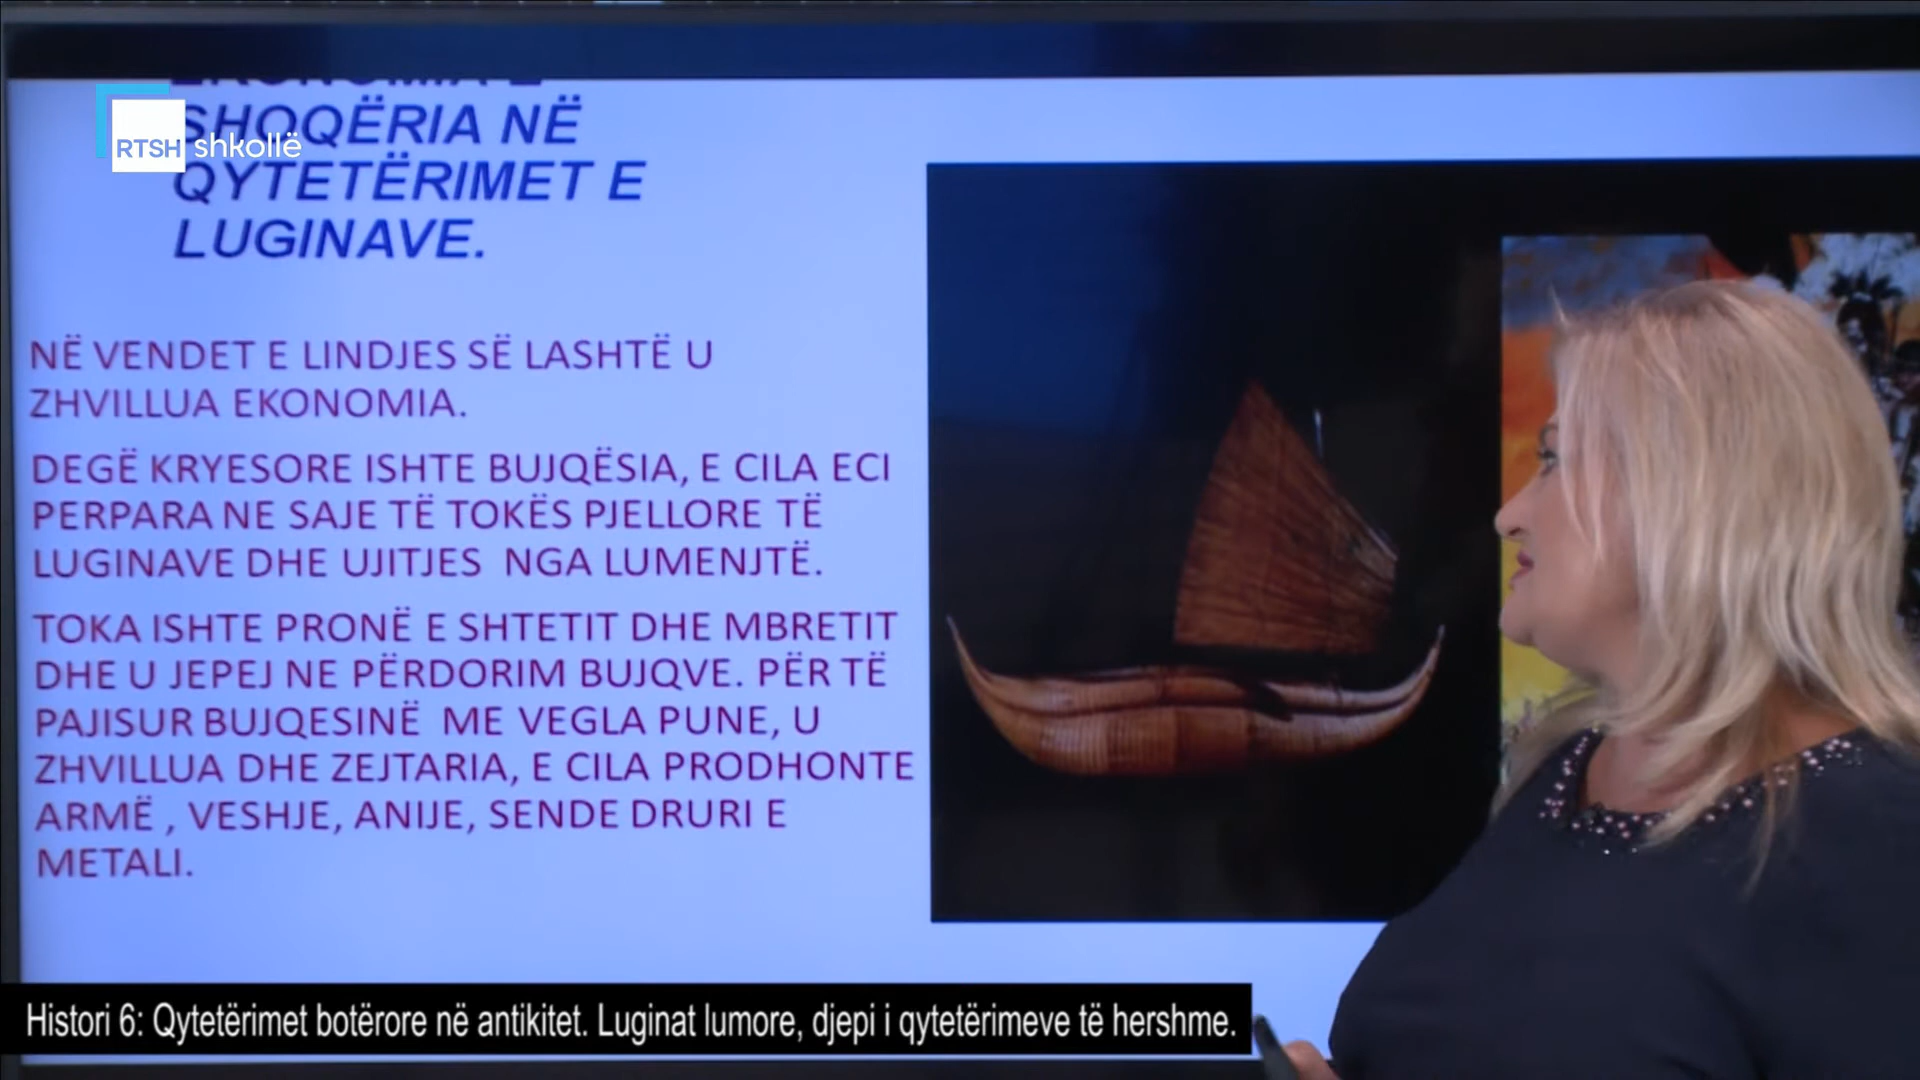 EKONOMIA E
SHOQËRIA NË
QYTETËRIMET E
LUGINAVE.
RTSH shkollë
NË VENDET E LINDJES SË LASHTË U
ZHVILLUA EKONOMIA.
DEGË KRYESORE ISHTE BUJQËSIA, E CILA ECI
PERPARA NE SAJE TË TOKËS PJELLORE TË
LUGINAVE DHE UJITJES NGA LUMENJTË.
TOKA ISHTE PRONË E SHTETIT DHE MBRETIT
DHE U JEPEJ NE PËRDORIM BUJQVE. PËR TË
PAJISUR BUJQESINË ME VEGLA PUNE, U
ZHVILLUA DHE ZEJTARIA, E CILA PRODHONTE
ARMË , VESHJE, ANIJE, SENDE DRURI E
METALI.
Histori 6: Qytetërimet botërore në antikitet. Luginat lumore, djepi i qytetërimeve të hershme.